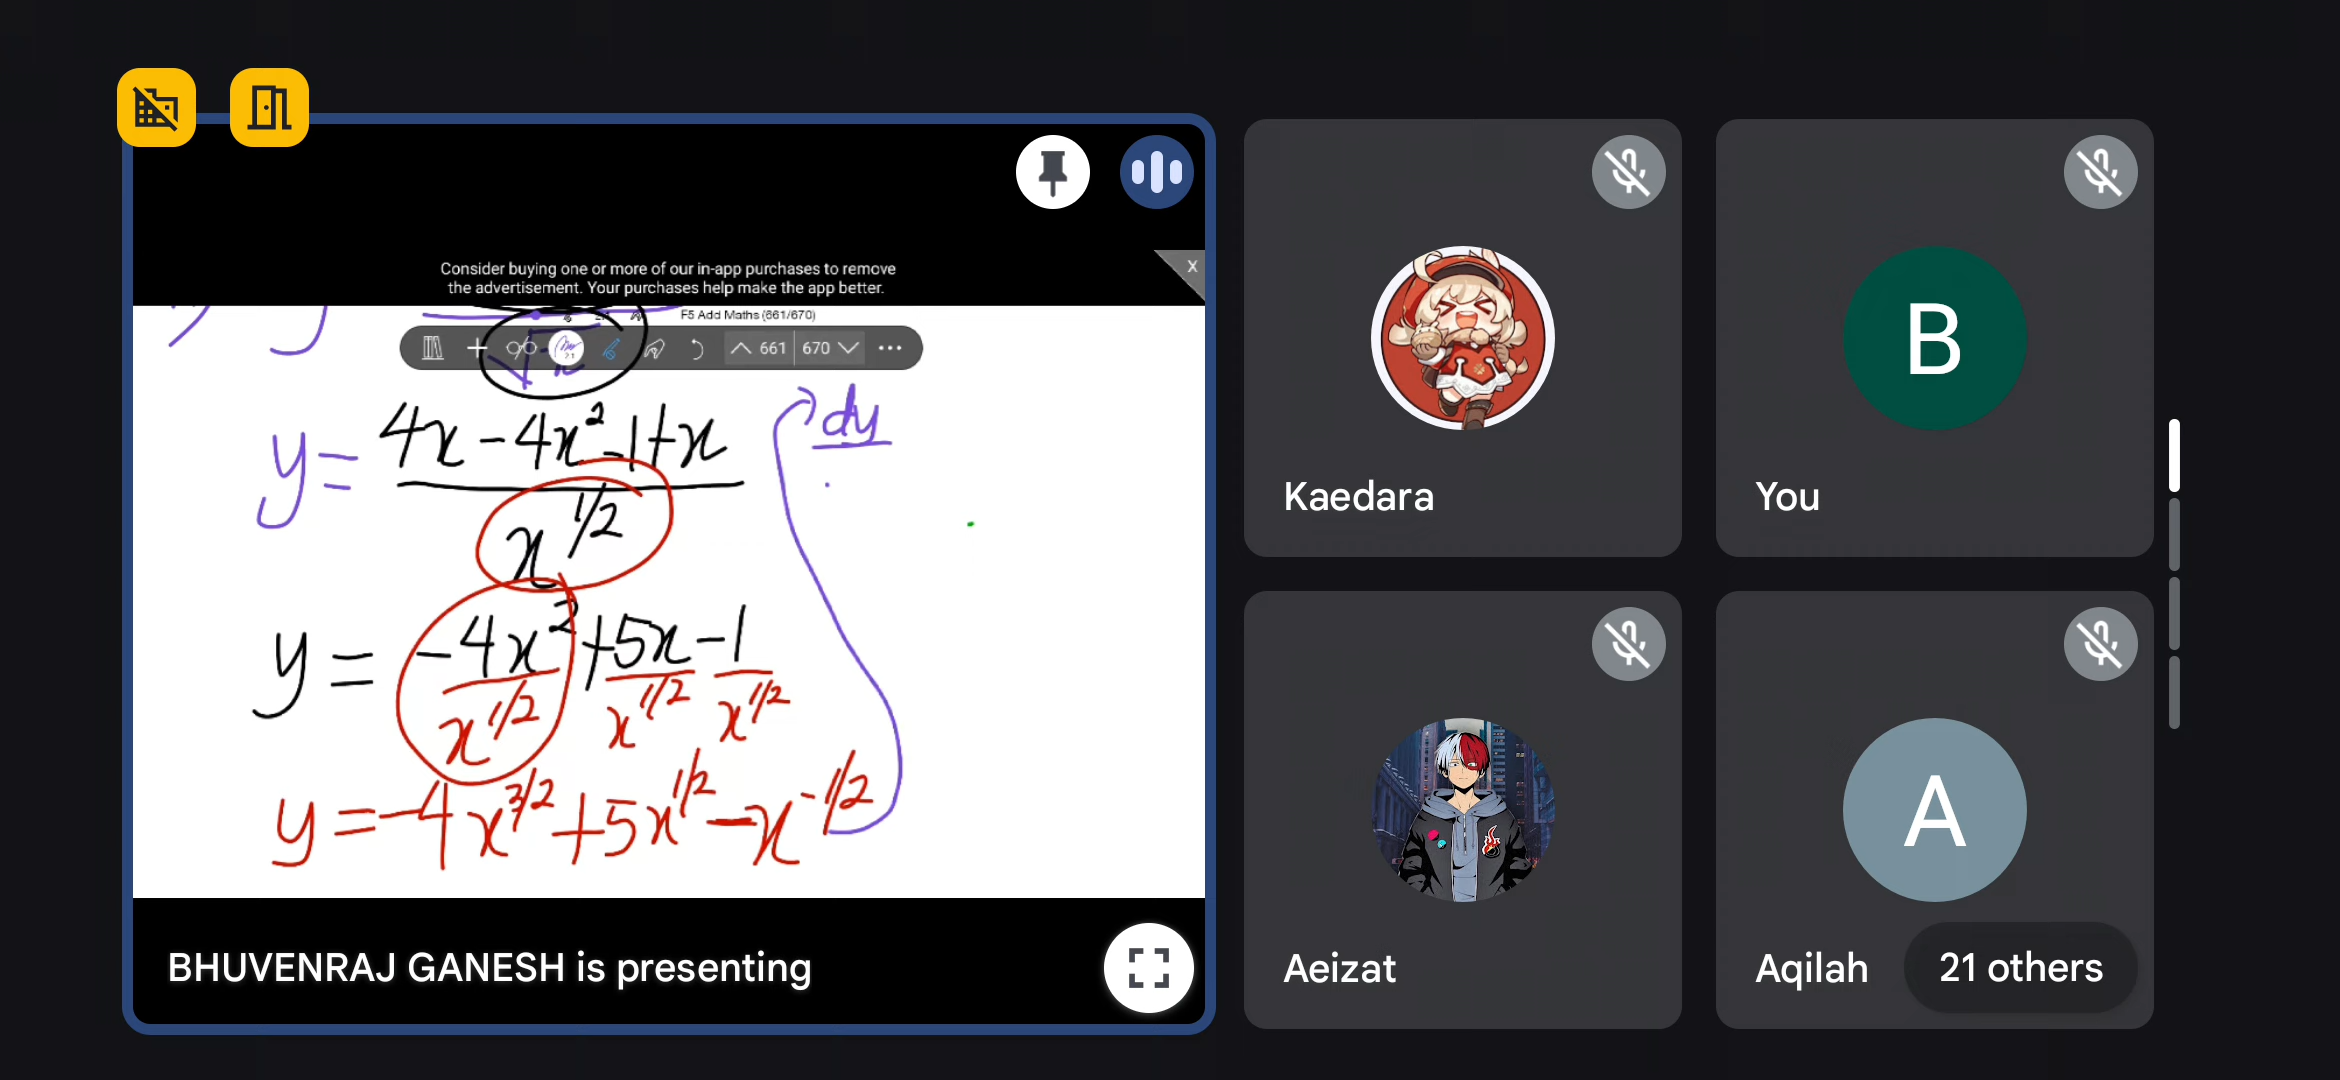 Consider buying one or more of our in-app purchases to remove
the advertisement. Your purchases help make the app better.
X
F5 Add Maths (661/670)
661 670
y = (4x - 4x² - 1 + x) / x^1/2
dy
y = -4x²/x^1/2 + 5x/x^1/2 - 1/x^1/2
y = -4x^3/2 + 5x^1/2 - x^-1/2
BHUVENRAJ GANESH is presenting
Kaedara
B
You
Aeizat
A
Aqilah
21 others